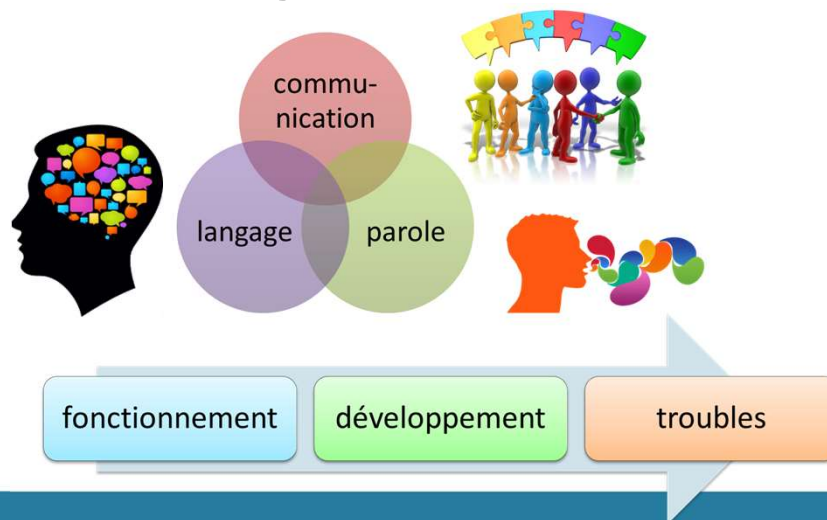 commu-
nication
langage
parole
fonctionnement
développement
troubles